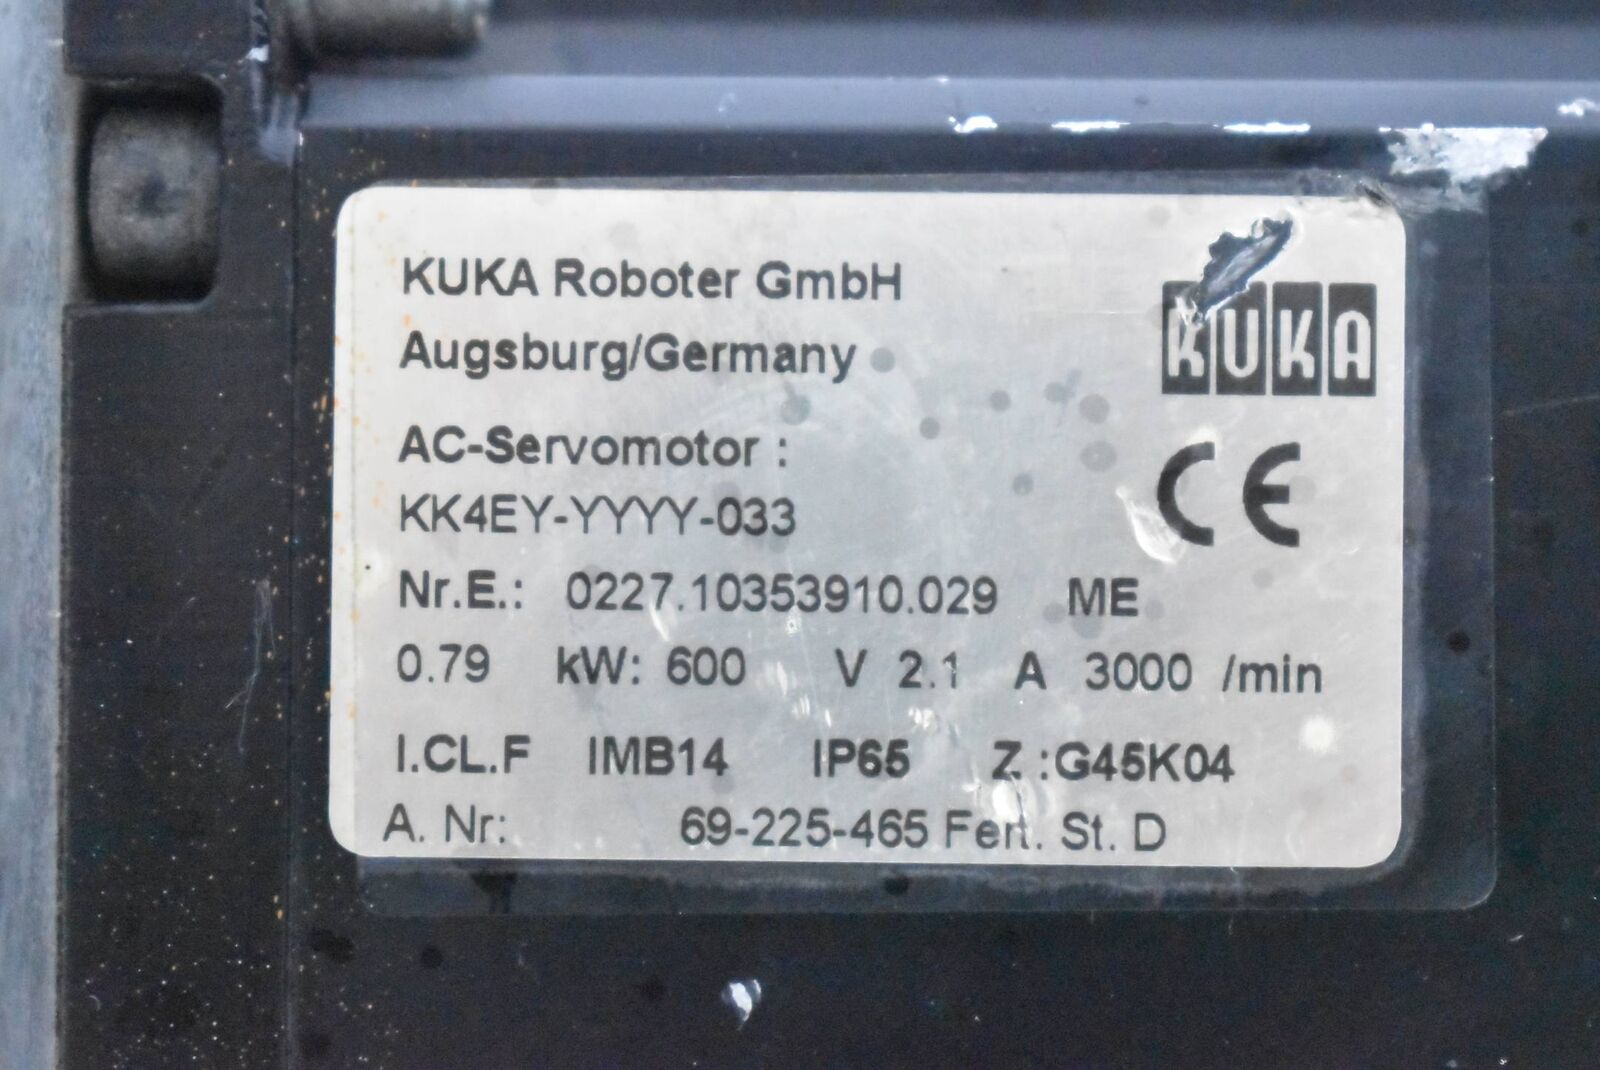 KUKA Roboter GmbH
KUKA
Augsburg/Germany
AC-Servomotor :
KK4EY-YYYY-033
Nr.E.: 0227.10353910.029 ME
0.79 kW: 600 V 2.1 A 3000 /min
I.CL.F IMB14 IP65 Z :G45K04
A. Nr: 69-225-465 Fert. St. D
CE